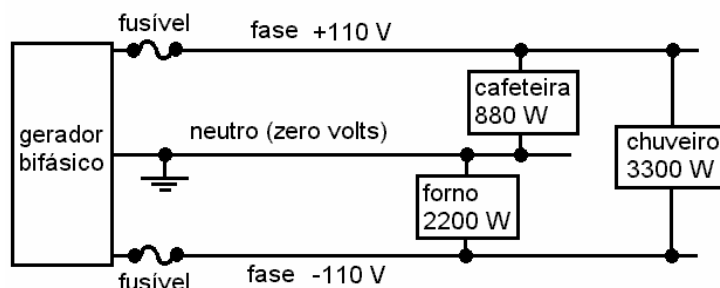 fusível
fase +110 V
cafeteira
880 W
gerador
bifásico
neutro (zero volts)
chuveiro
3300 W
forno
2200 W
fusível
fase -110 V